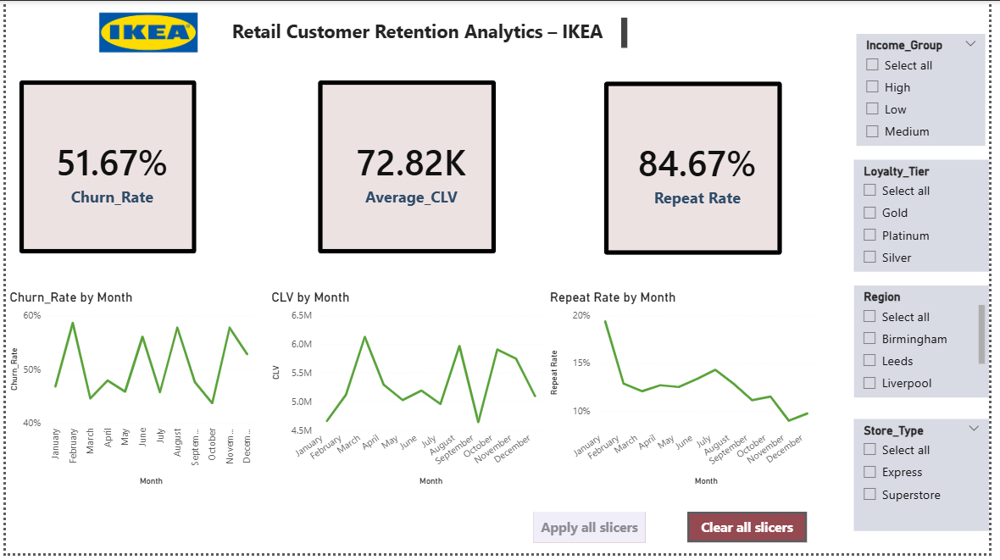 IKEA
Retail Customer Retention Analytics – IKEA
51.67%
Churn_Rate
72.82K
Average_CLV
84.67%
Repeat Rate
Income_Group
Select all
High
Low
Medium
Loyalty_Tier
Select all
Gold
Platinum
Silver
Region
Select all
Birmingham
Leeds
Liverpool
Store_Type
Select all
Express
Superstore
Churn_Rate by Month
60%
50%
40%
Churn_Rate
January
February
March
April
May
June
July
August
Septem...
October
Novem...
Decem...
Month
CLV by Month
6.5M
6.0M
5.5M
5.0M
4.5M
CLV
January
February
March
April
May
June
July
August
September
October
November
December
Month
Repeat Rate by Month
20%
15%
10%
Repeat Rate
January
February
March
April
May
June
July
August
September
October
November
December
Month
Apply all slicers
Clear all slicers